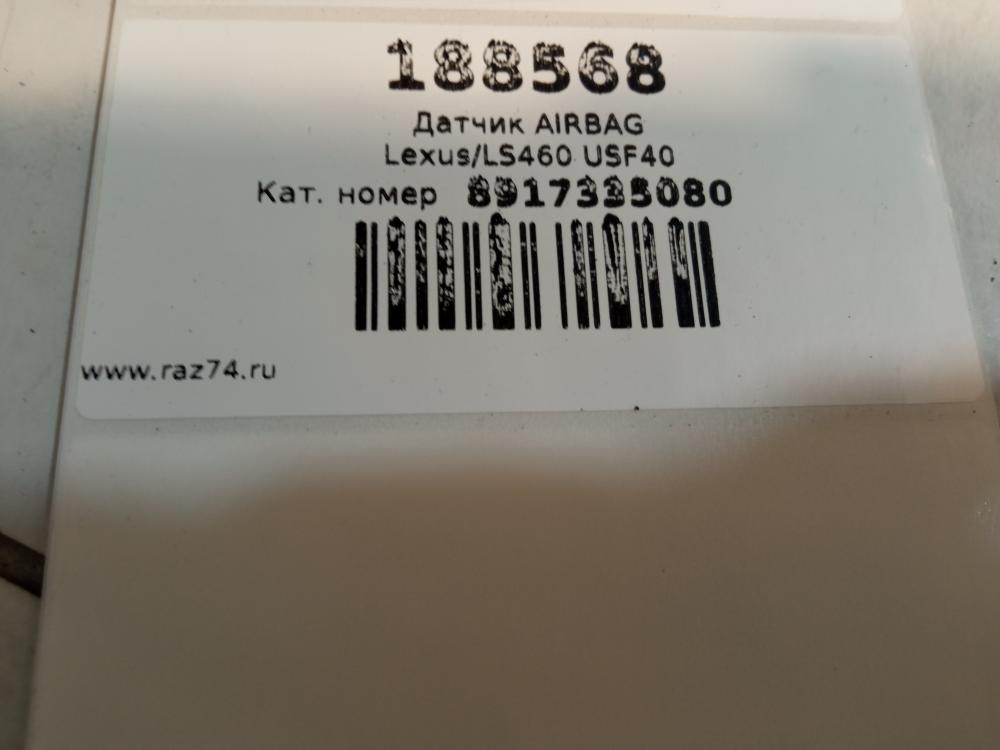 188568
Датчик AIRBAG
Lexus/LS460 USF40
Кат. номер 8917335080
www.raz74.ru